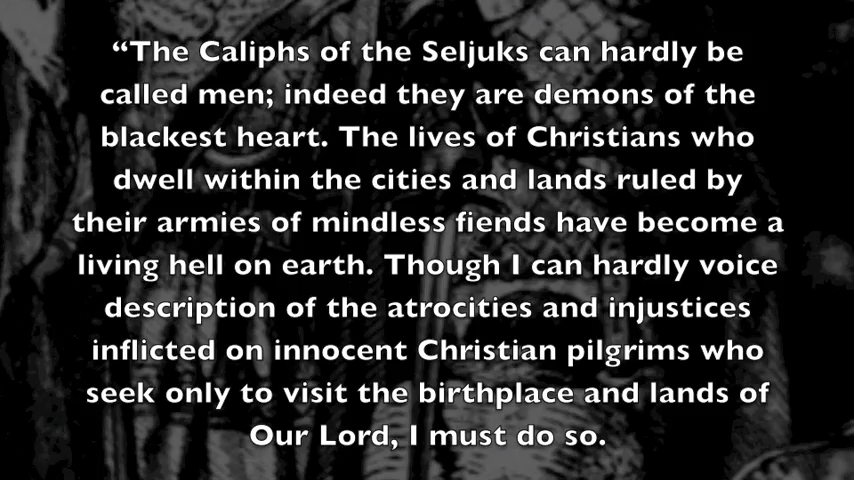 “The Caliphs of the Seljuks can hardly be
called men; indeed they are demons of the
blackest heart. The lives of Christians who
dwell within the cities and lands ruled by
their armies of mindless fiends have become a
living hell on earth. Though I can hardly voice
description of the atrocities and injustices
inflicted on innocent Christian pilgrims who
seek only to visit the birthplace and lands of
Our Lord, I must do so.